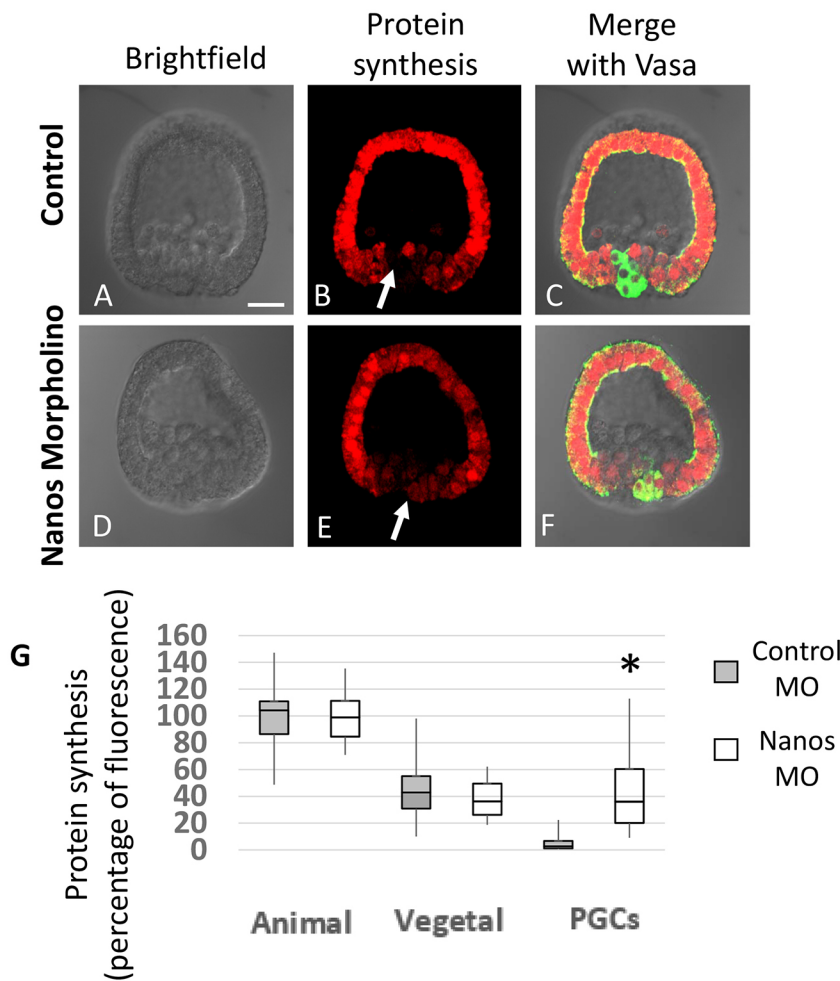 Brightfield
Protein
synthesis
Merge
with Vasa
Control
A
B
C
Nanos Morpholino
D
E
F
G
Protein synthesis
(percentage of fluorescence)
160
140
120
100
80
60
40
20
0
*
Animal
Vegetal
PGCs
Control
MO
Nanos
MO